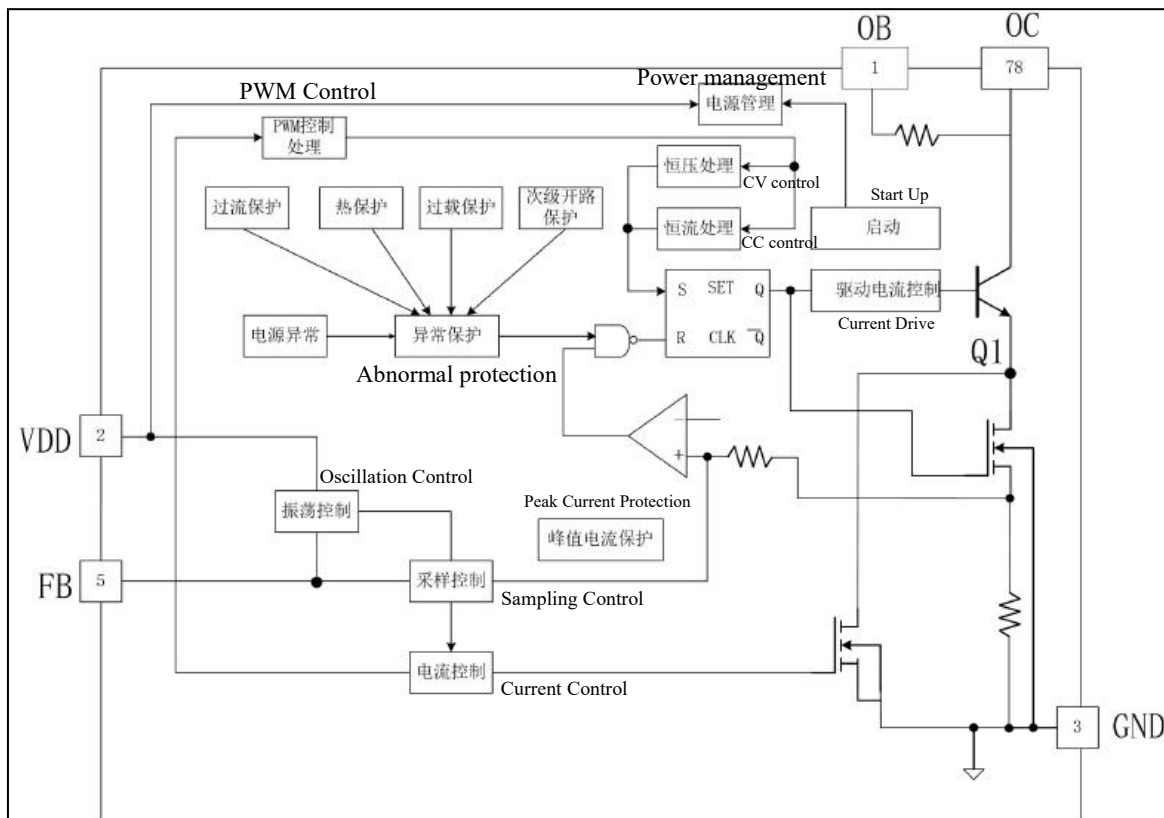 OB
OC
1
78
Power management
PWM Control
电源管理
PWM控制
处理
恒压处理
CV control
过流保护
热保护
过载保护
次级开路
保护
Start Up
恒流处理
启动
CC control
S SET Q
驱动电流控制
电源异常
异常保护
R CLK Q
Current Drive
Abnormal protection
Q1
−
VDD
2
+
Oscillation Control
振荡控制
Peak Current Protection
峰值电流保护
FB
5
采样控制
Sampling Control
电流控制
Current Control
3
GND